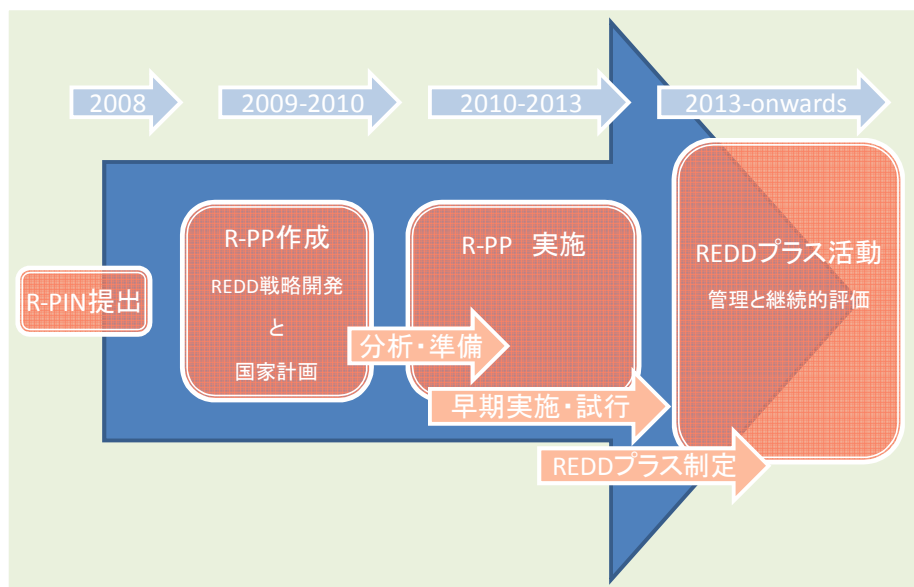 2008
2009-2010
2010-2013
2013-onwards
R-PIN提出
R-PP作成
REDD戦略開発
と
国家計画
R-PP　実施
REDDプラス活動
管理と継続的評価
分析・準備
早期実施・試行
REDDプラス制定